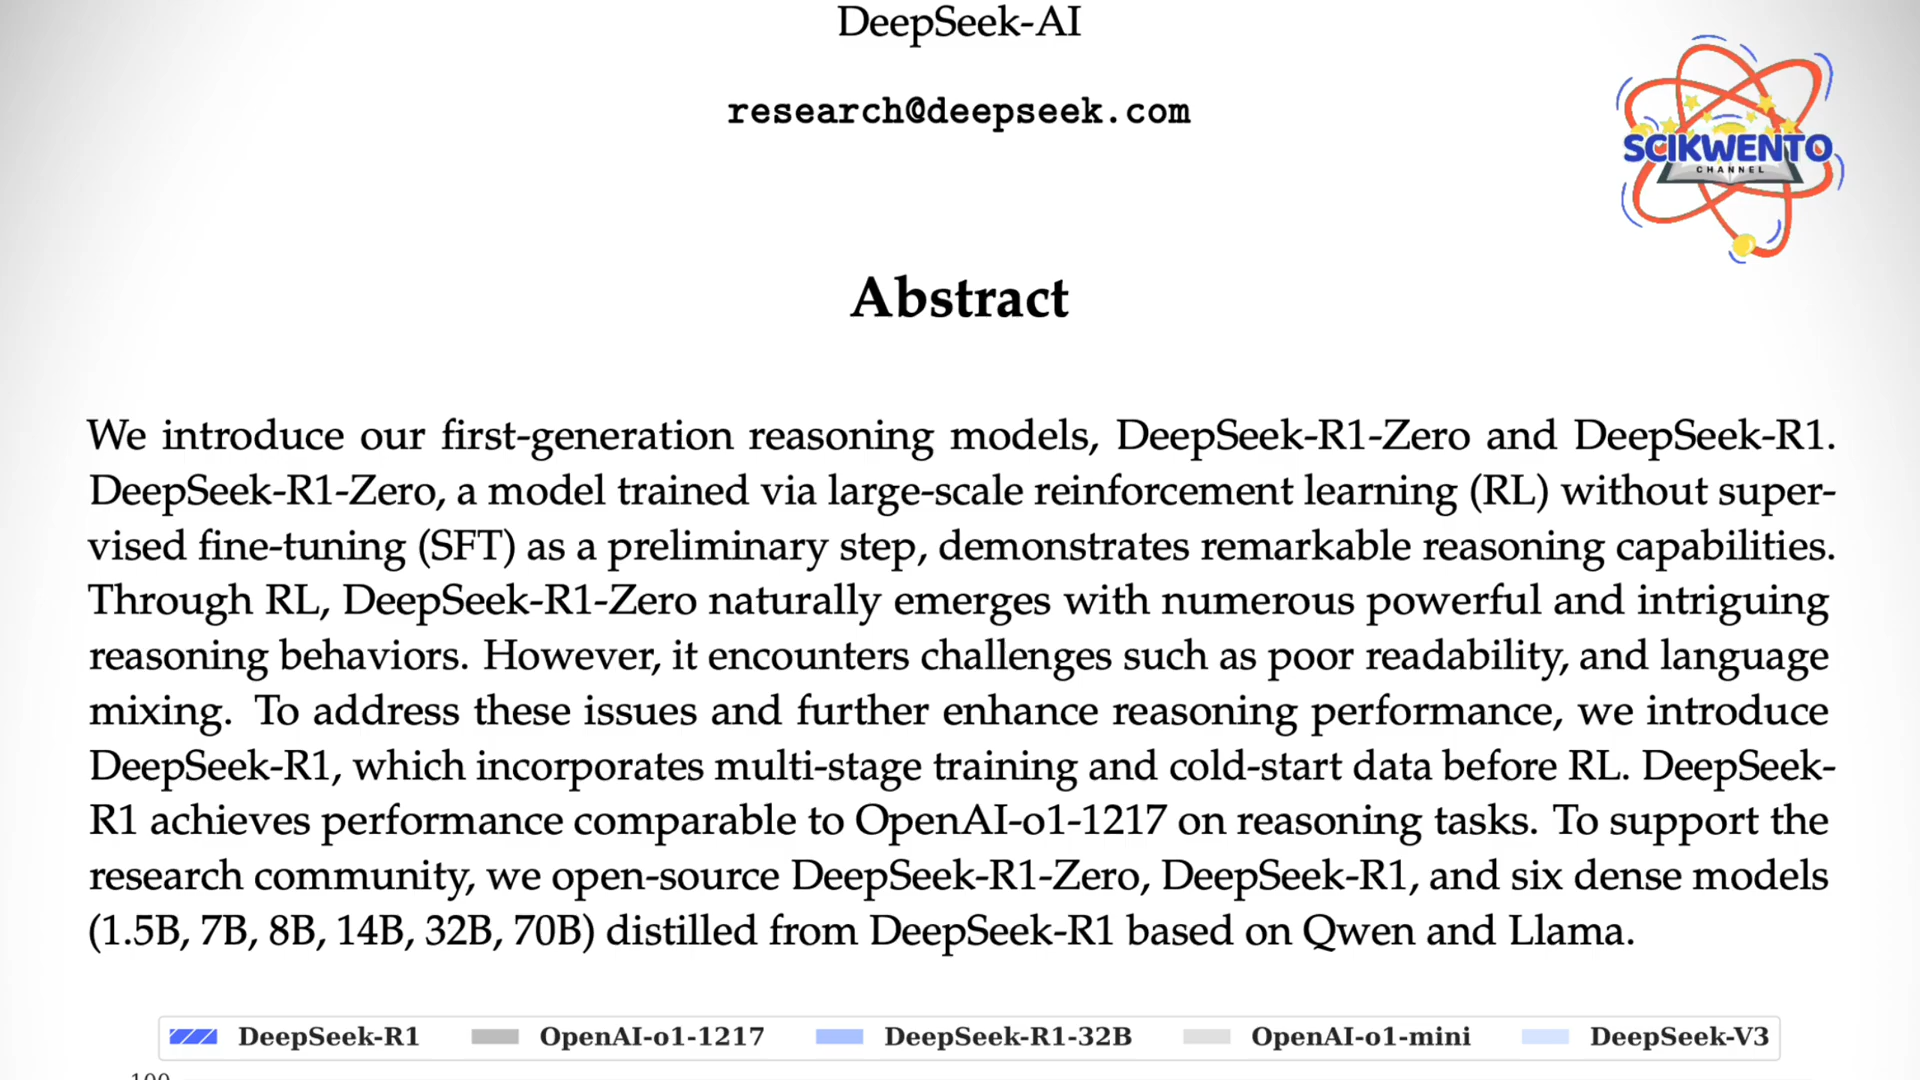 DeepSeek-AI
research@deepseek.com
SCIKWENTO
CHANNEL
Abstract
We introduce our first-generation reasoning models, DeepSeek-R1-Zero and DeepSeek-R1.
DeepSeek-R1-Zero, a model trained via large-scale reinforcement learning (RL) without super-
vised fine-tuning (SFT) as a preliminary step, demonstrates remarkable reasoning capabilities.
Through RL, DeepSeek-R1-Zero naturally emerges with numerous powerful and intriguing
reasoning behaviors. However, it encounters challenges such as poor readability, and language
mixing. To address these issues and further enhance reasoning performance, we introduce
DeepSeek-R1, which incorporates multi-stage training and cold-start data before RL. DeepSeek-
R1 achieves performance comparable to OpenAI-o1-1217 on reasoning tasks. To support the
research community, we open-source DeepSeek-R1-Zero, DeepSeek-R1, and six dense models
(1.5B, 7B, 8B, 14B, 32B, 70B) distilled from DeepSeek-R1 based on Qwen and Llama.
DeepSeek-R1 OpenAI-o1-1217 DeepSeek-R1-32B OpenAI-o1-mini DeepSeek-V3
100